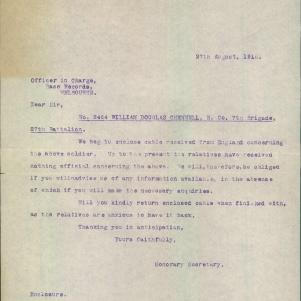 27th August, 1916.
Officer in Charge,
Base Records,
MELBOURNE.
Dear Sir,
No. 2464 WILLIAM DOUGLAS B. Co. 7th Brigade,
27th Battalion.
We beg to enclose cable received from England concerning
the above soldier. Up to the present his relatives have received
nothing official concerning the above. We will, therefore, be obliged
if you will advise me of any information available, in the absence
of which if you will make the necessary enquiries.
Will you kindly return enclosed cable when finished with,
as the relatives are anxious to have it back.
Thanking you in anticipation,
Yours faithfully,
Honorary Secretary.
Enclosure.